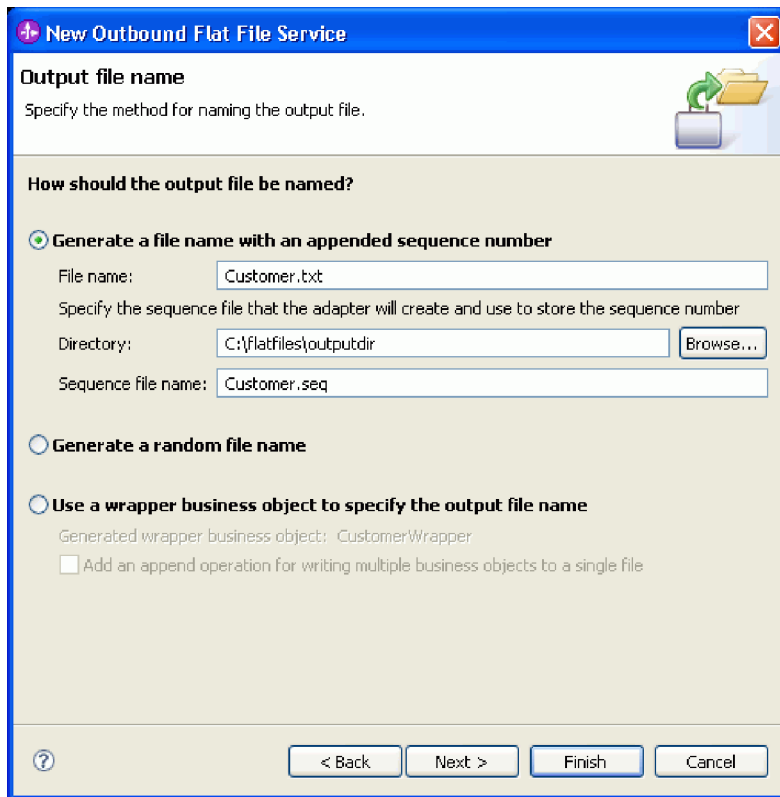 New Outbound Flat File Service
Output file name
Specify the method for naming the output file.
How should the output file be named?
Generate a file name with an appended sequence number
File name: Customer.txt
Specify the sequence file that the adapter will create and use to store the sequence number
Directory: C:\flatfiles\outputdir Browse...
Sequence file name: Customer.seq
Generate a random file name
Use a wrapper business object to specify the output file name
Generated wrapper business object: CustomerWrapper
Add an append operation for writing multiple business objects to a single file
? < Back Next > Finish Cancel